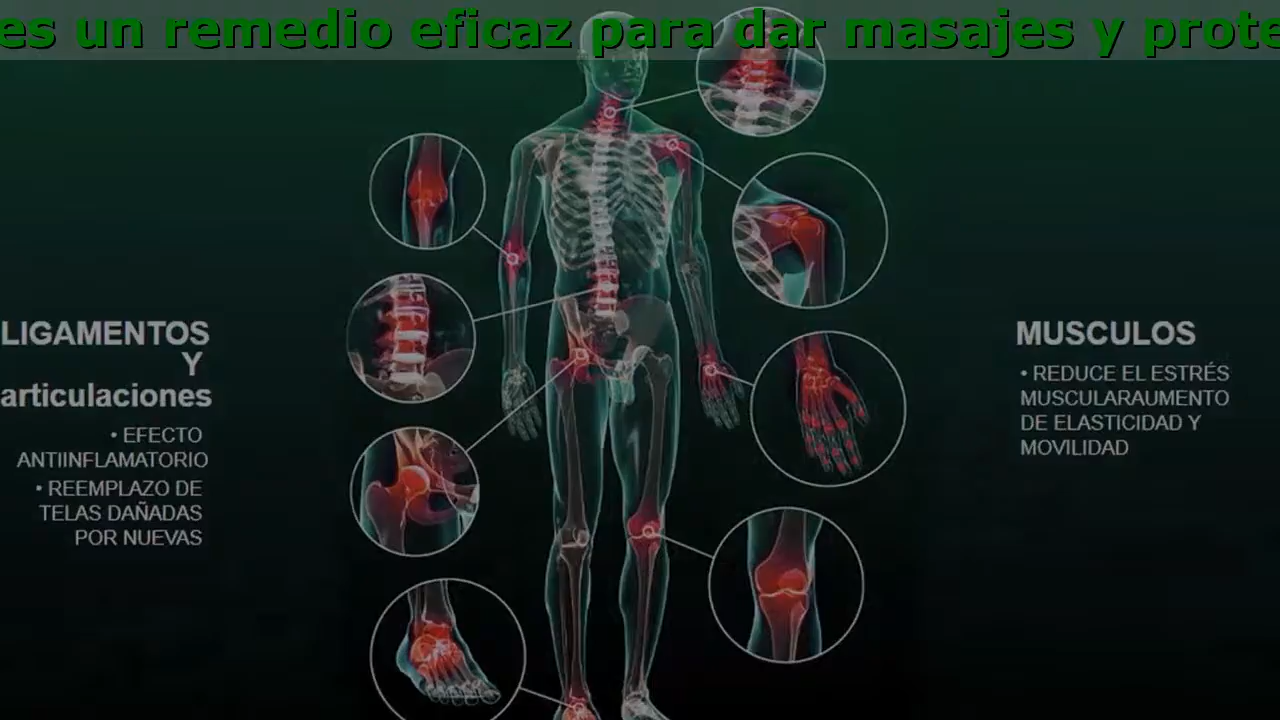 es un remedio eficaz para dar masajes y prote
LIGAMENTOS
Y
articulaciones
• EFECTO
ANTIINFLAMATORIO
• REEMPLAZO DE
TELAS DAÑADAS
POR NUEVAS
MUSCULOS
• REDUCE EL ESTRÉS
MUSCULARAUMENTO
DE ELASTICIDAD Y
MOVILIDAD